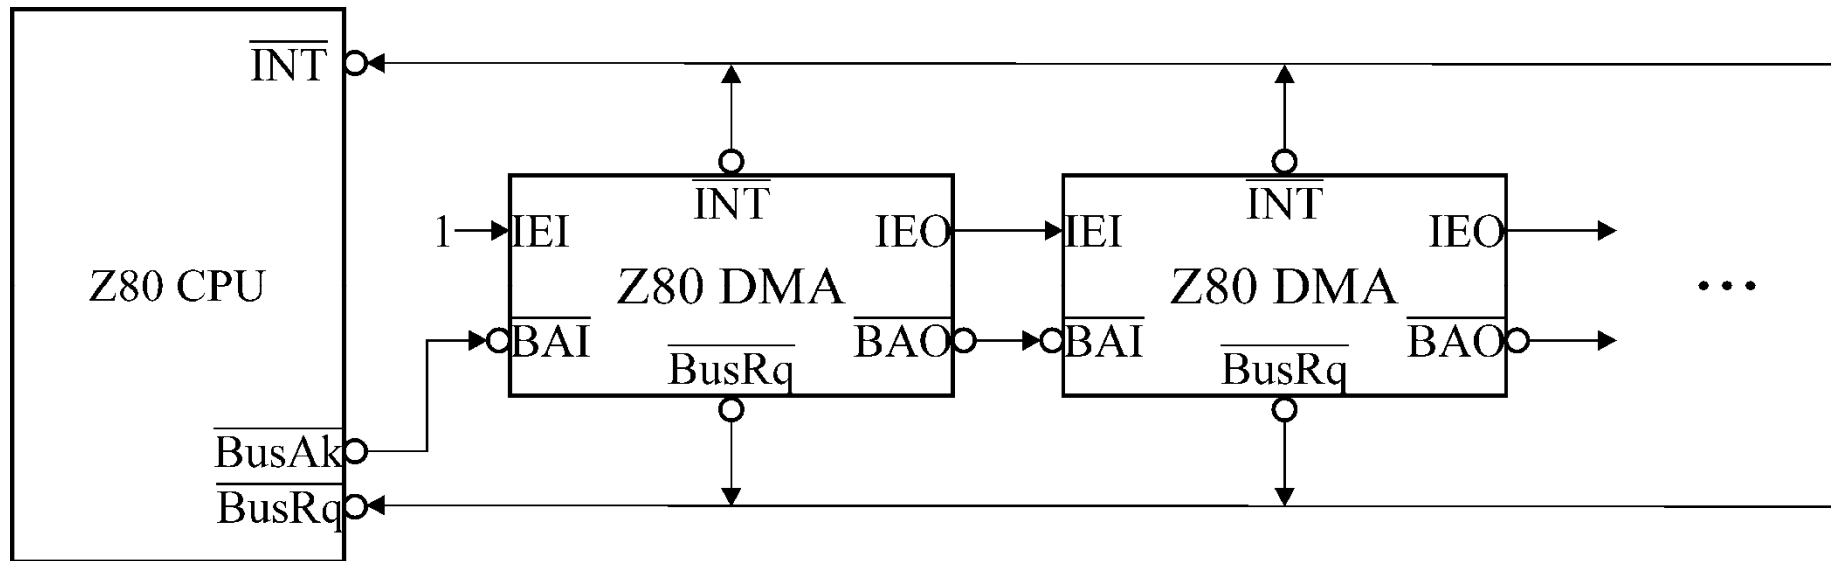 INT
INT
INT
1
IEI
IEO
IEI
IEO
Z80 CPU
Z80 DMA
Z80 DMA
...
BAI
BAO
BAI
BAO
BusRq
BusRq
BusAk
BusRq